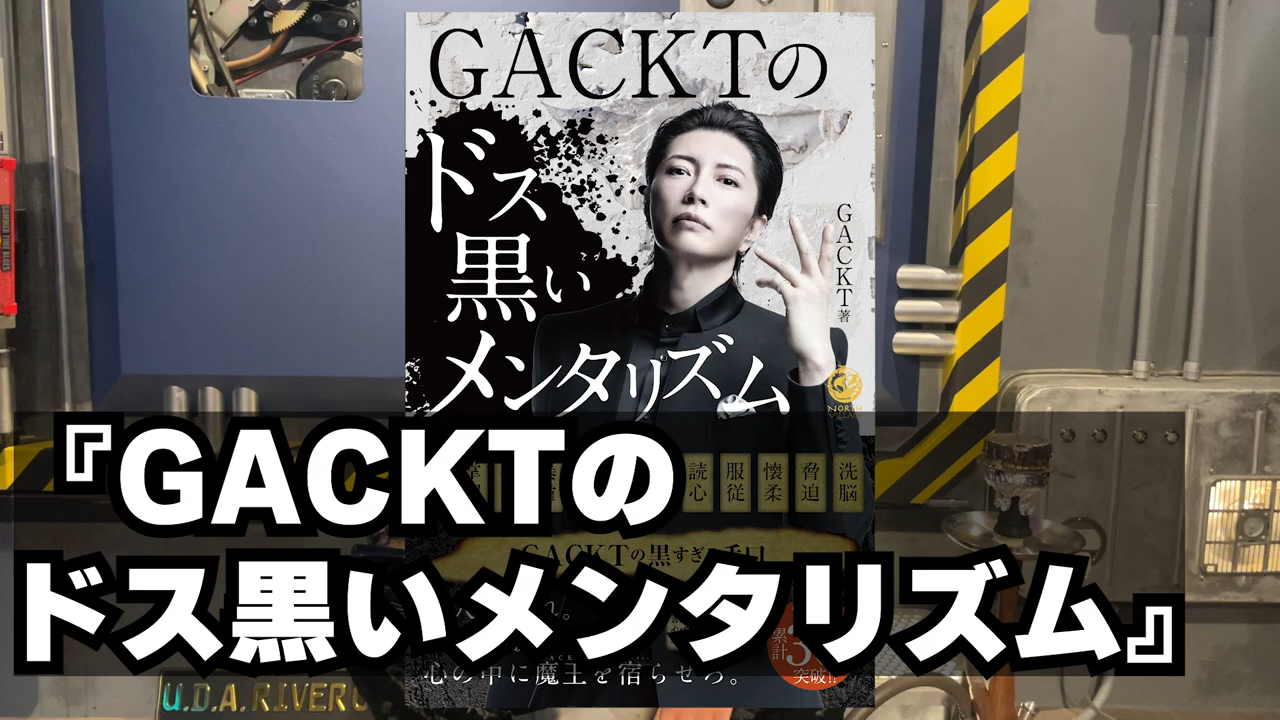 GACKTの
ドス
黒い
メンタリズム
GACKT著
NORTH
VILLAGE
読心
服従
懐柔
脅迫
洗脳
『GACKTの
ドス黒いメンタリズム』
GACKTの黒すぎ
累計
3
突破!!
心の中に魔王を宿らせろ。
U.D.A.RIVER